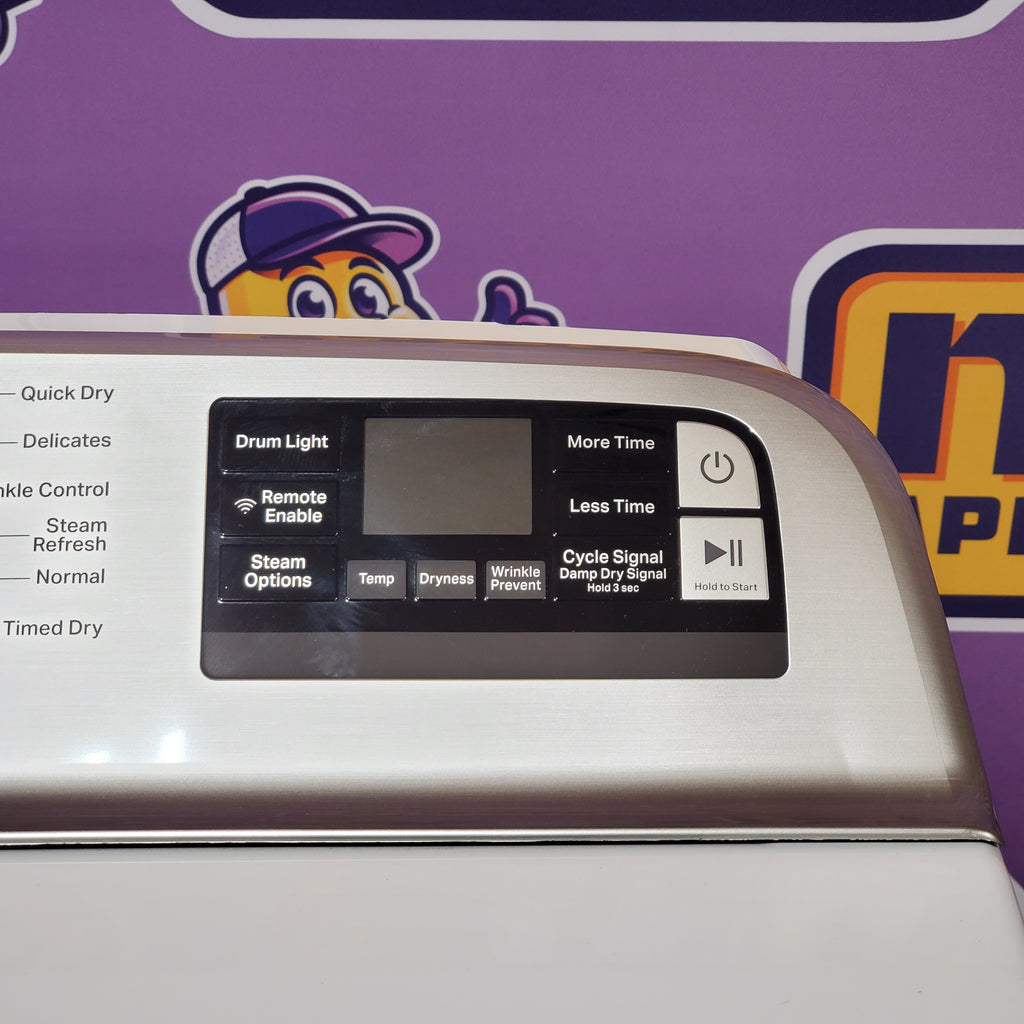 Quick Dry
Delicates
Control
Steam
Refresh
Normal
Timed Dry
Drum Light
Remote
Enable
Steam
Options
Temp
Dryness
Wrinkle
Prevent
More Time
Less Time
Cycle Signal
Damp Dry Signal
Hold 3 sec
Hold to Start